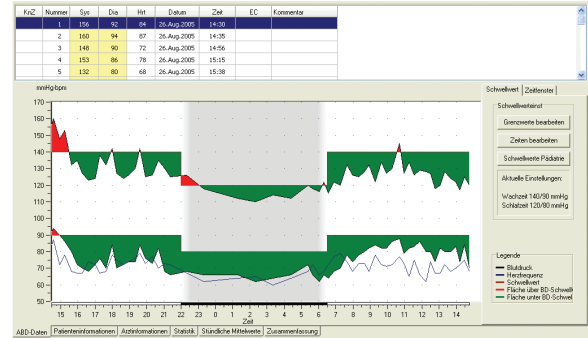 KnZ Nummer Sys Dia Hrt Datum Zeit EC Kommentar
1 156 92 84 26.Aug.2005 14:30
2 160 94 87 26.Aug.2005 14:35
3 148 90 72 26.Aug.2005 14:56
4 153 86 78 26.Aug.2005 15:15
5 132 80 68 26.Aug.2005 15:38
mmHg-bpm
170
160
150
140
130
120
110
100
90
80
70
60
50
15 16 17 18 19 20 21 22 23 0 1 2 3 4 5 6 7 8 9 10 11 12 13 14
Zeit
Schwellwert Zeitfenster
Schwellwerteinst
Grenzwerte bearbeiten
Zeiten bearbeiten
Schwellwerte Pädiatrie
Aktuelle Einstellungen:
Wachzeit 140/90 mmHg
Schlafzeit 120/80 mmHg
Legende
Blutdruck
Herzfrequenz
Schwellwert
Fläche über BD-Schwell
Fläche unter BD-Schwel
ABD-Daten Patienteninformationen Arztinformationen Statistik Stündliche Mittelwerte Zusammenfassung